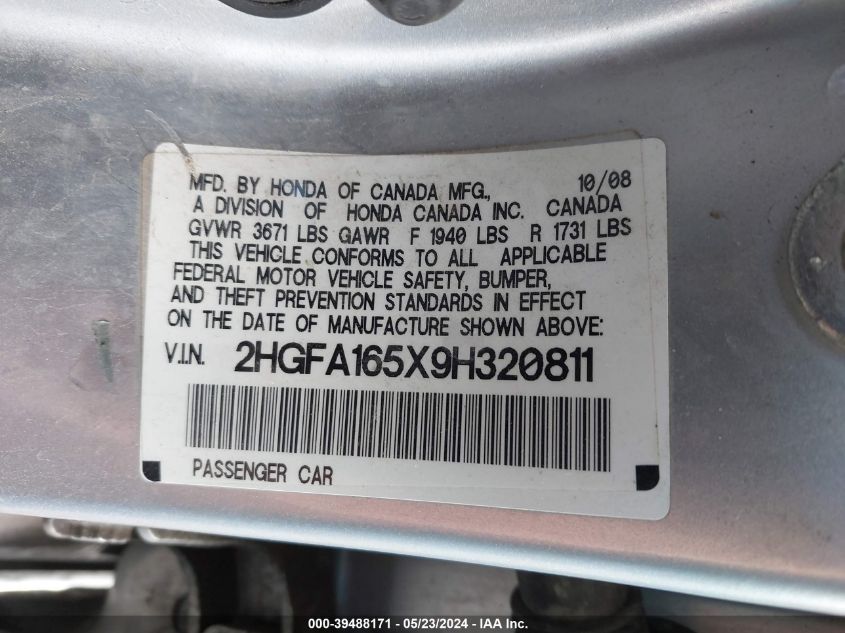 MFD. BY HONDA OF CANADA MFG., 10/08
A DIVISION OF HONDA CANADA INC. CANADA
GVWR 3671 LBS GAWR F 1940 LBS R 1731 LBS
THIS VEHICLE CONFORMS TO ALL APPLICABLE
FEDERAL MOTOR VEHICLE SAFETY, BUMPER,
AND THEFT PREVENTION STANDARDS IN EFFECT
ON THE DATE OF MANUFACTURE SHOWN ABOVE:
V.I.N. 2HGFA165X9H320811
PASSENGER CAR
000-39488171 / 05/23/2024 - IAA Inc.